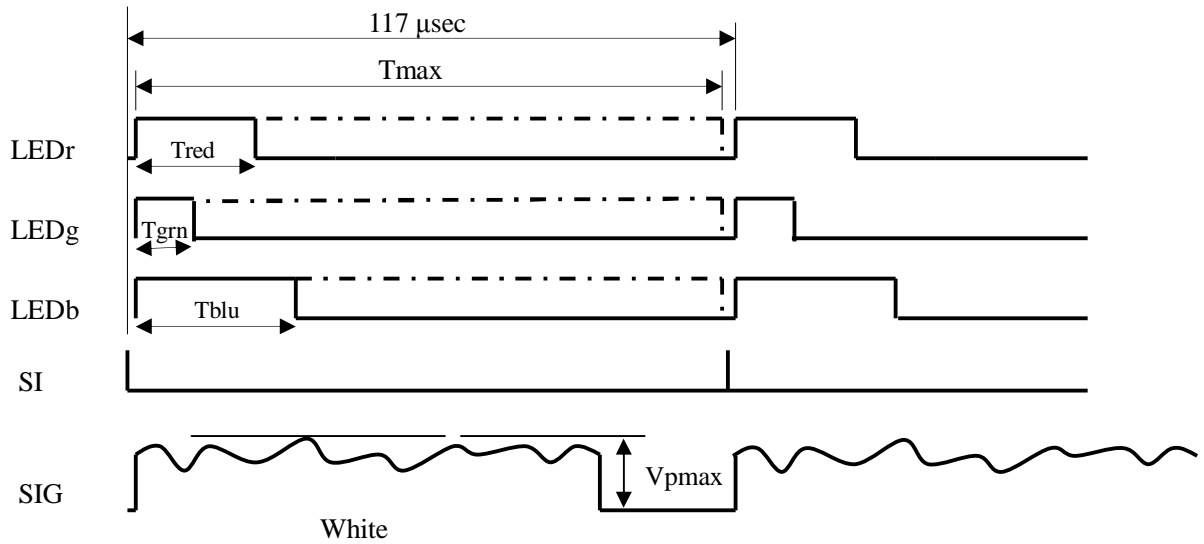 117 μsec
Tmax
LEDr
Tred
LEDg
Tgrn
LEDb
Tblu
SI
SIG
Vpmax
White